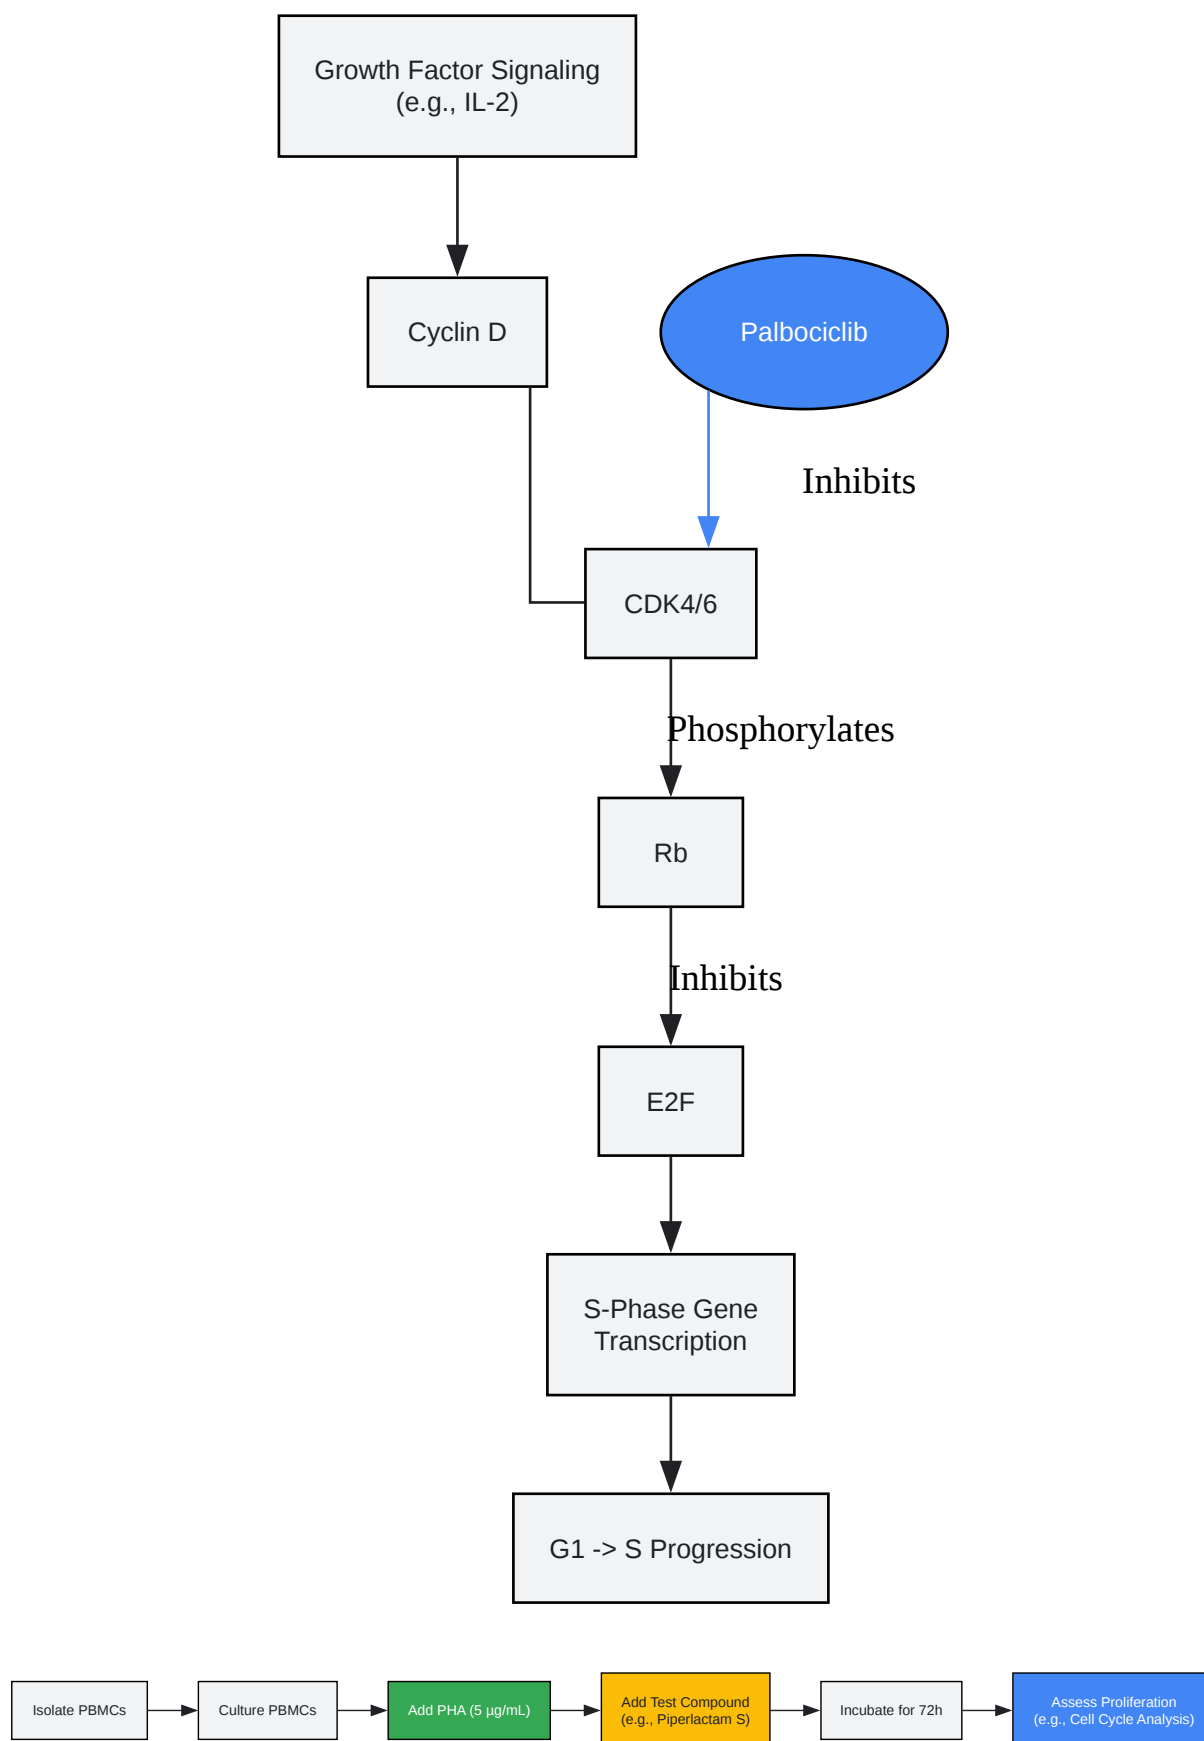 Growth Factor Signaling
(e.g., IL-2)
Cyclin D
Palbociclib
Inhibits
CDK4/6
Phosphorylates
Rb
Inhibits
E2F
S-Phase Gene
Transcription
G1 -> S Progression
Isolate PBMCs
Culture PBMCs
Add PHA (5 µg/mL)
Add Test Compound
(e.g., Piperlactam S)
Incubate for 72h
Assess Proliferation
(e.g., Cell Cycle Analysis)